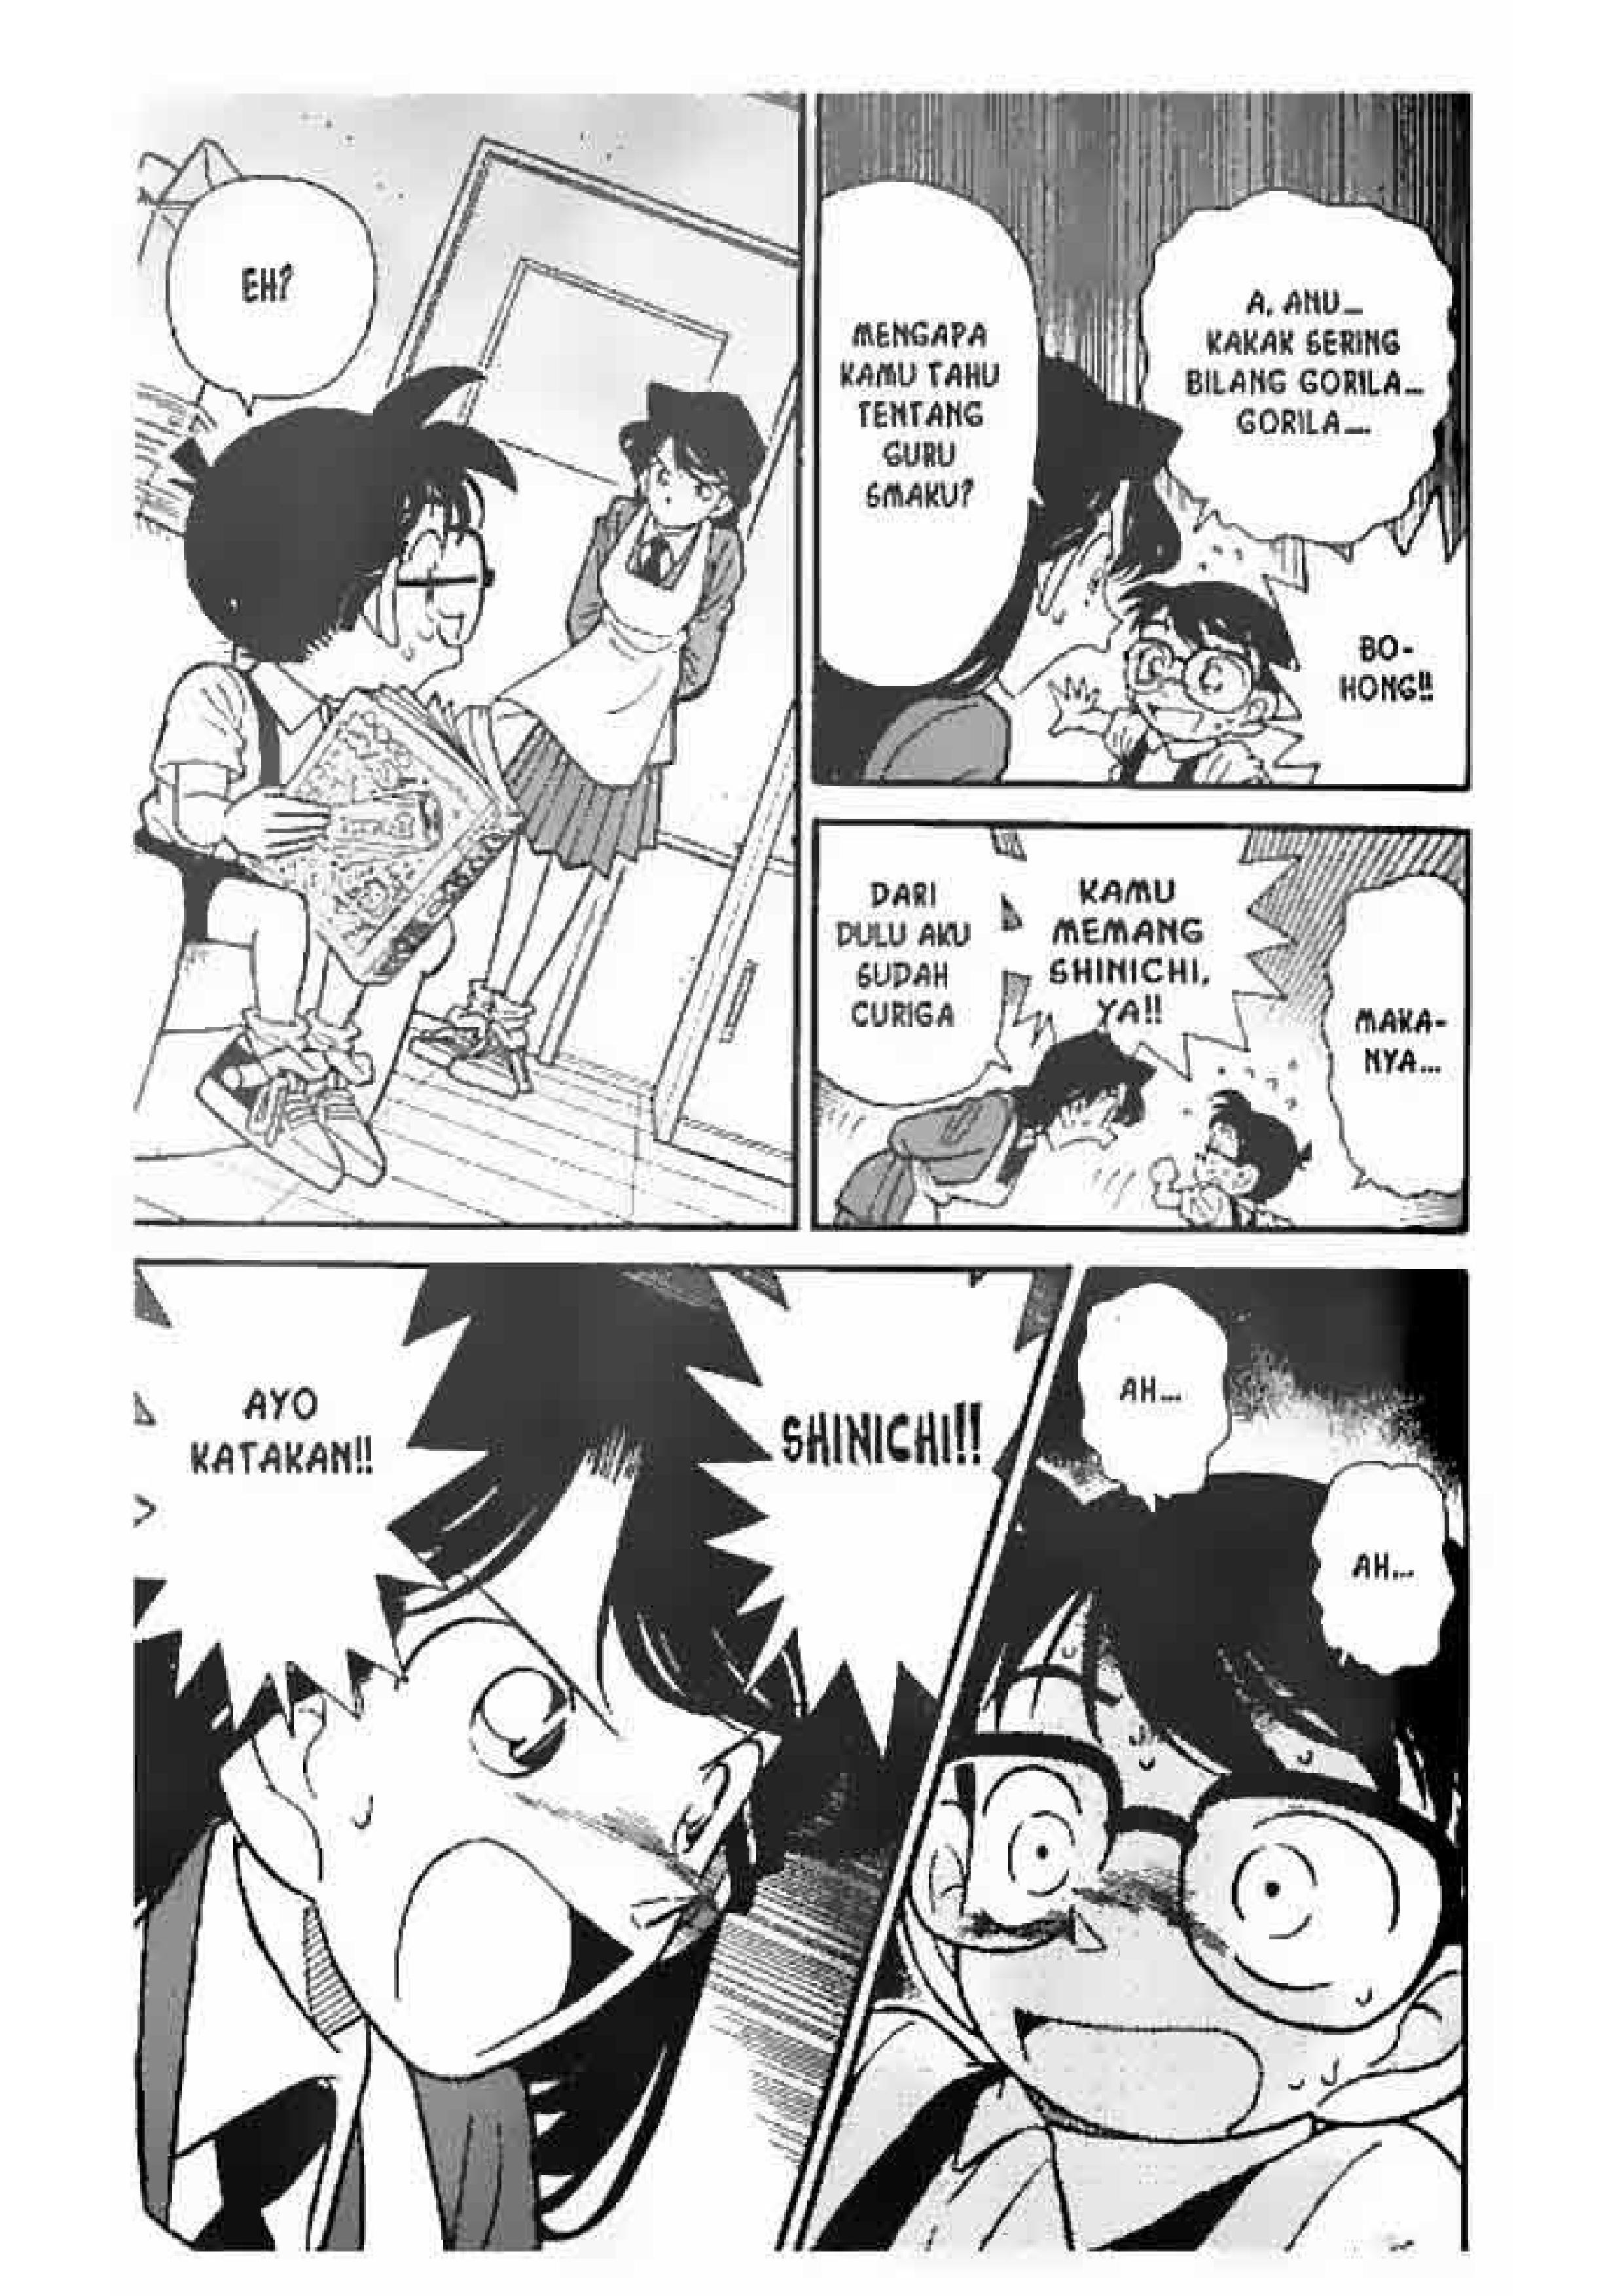 A, ANU...
KAKAK SERING
BILANG GORILA...
GORILA....
BO-
HONG!!
MENGAPA
KAMU TAHU
TENTANG
GURU
SMAKU?
EH?
MAKA-
NYA...
KAMU
MEMANG
SHINICHI,
YA!!
DARI
DULU AKU
SUDAH
CURIGA
AH...
AH...
SHINICHI!!
AYO
KATAKAN!!